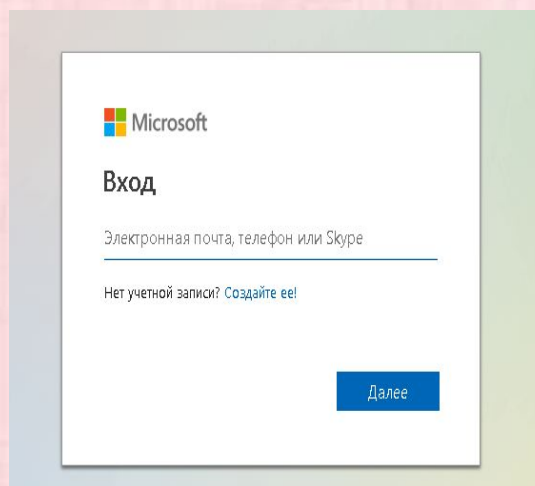 Microsoft
Вход
Электронная почта, телефон или Skype
Нет учетной записи? Создайте ее!
Далее